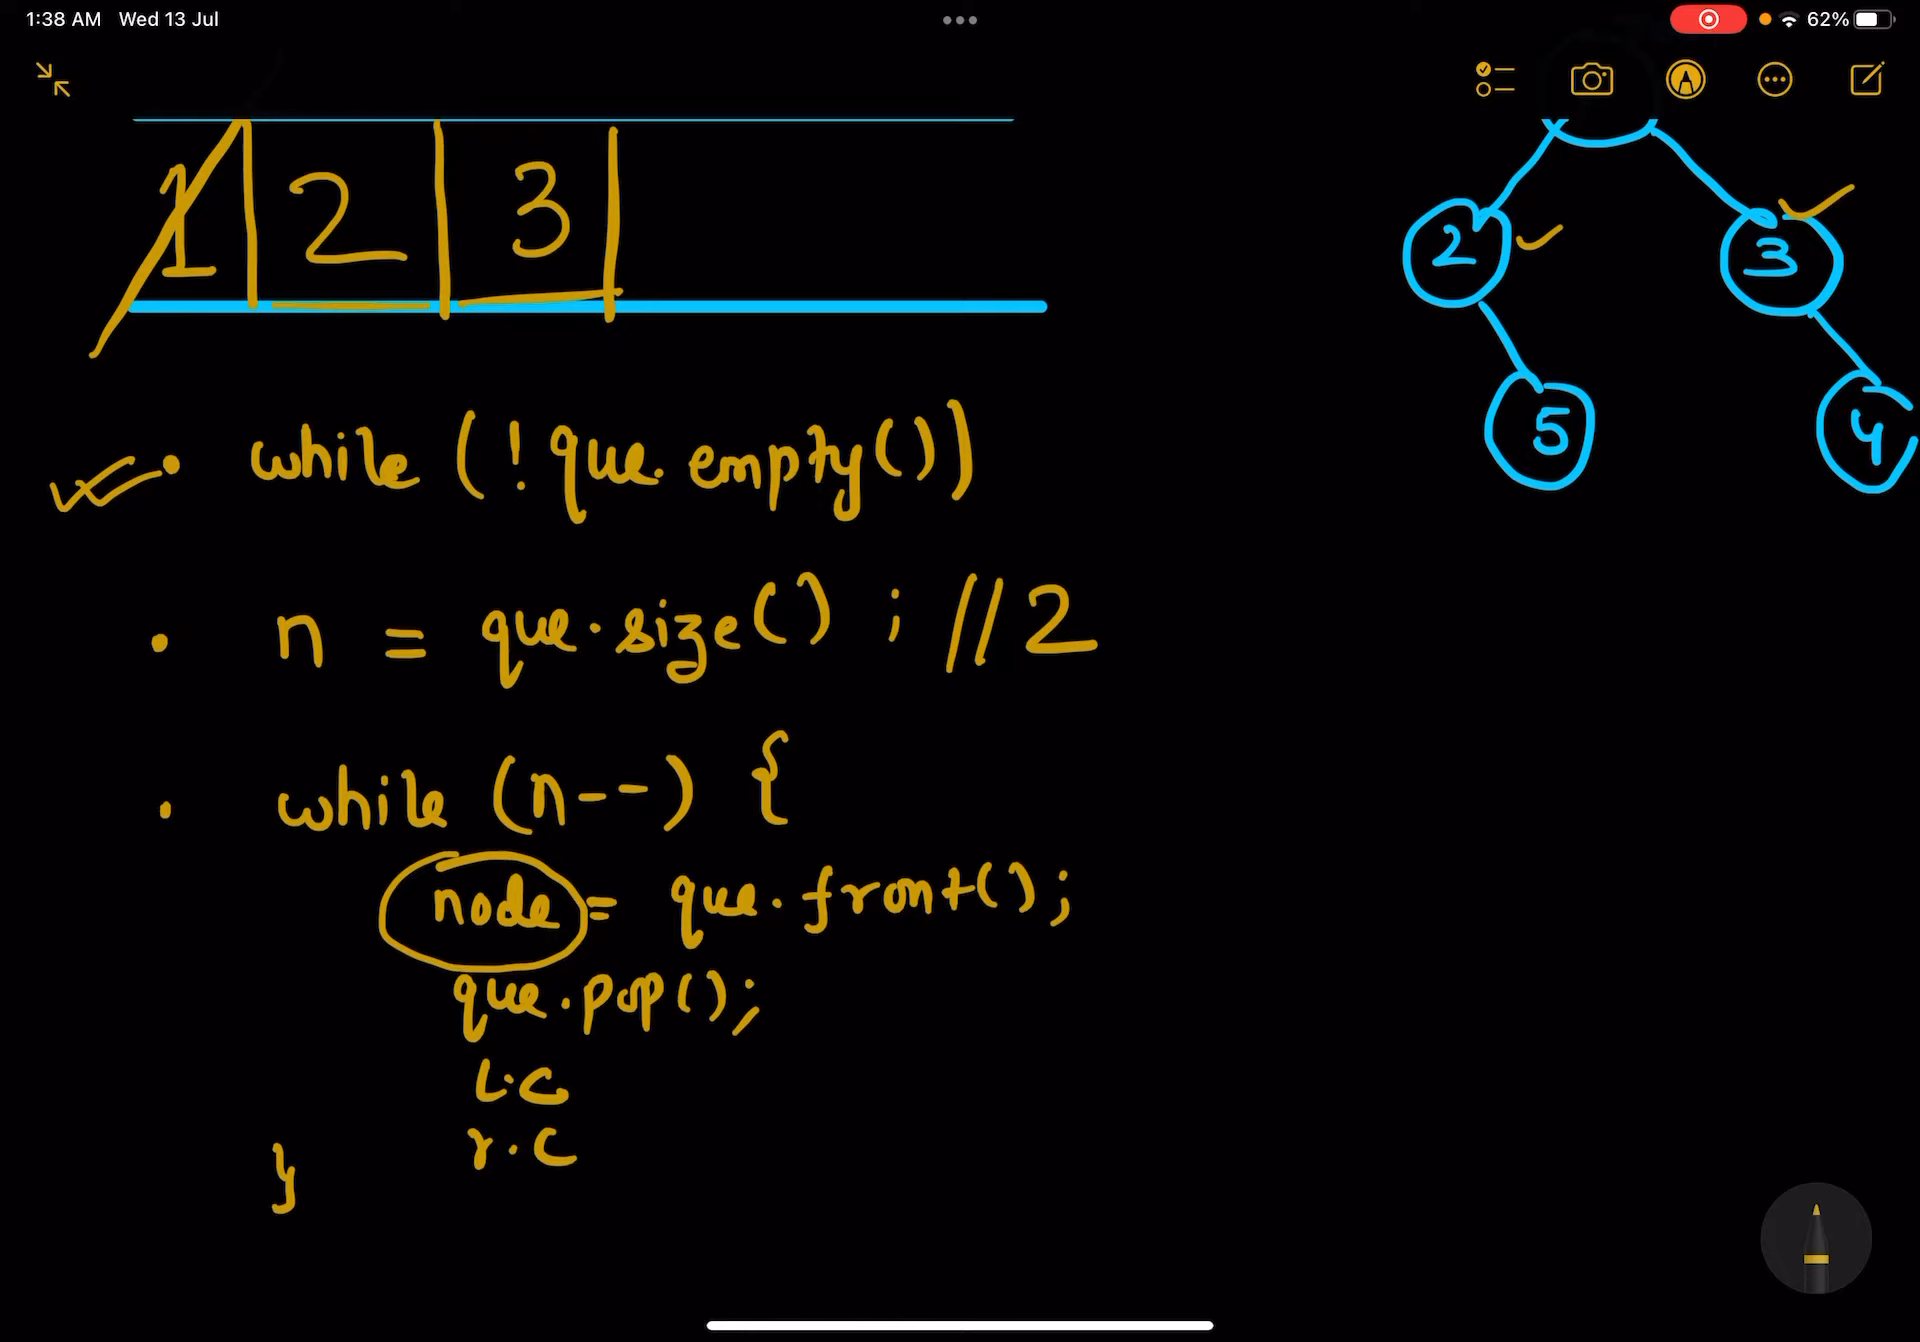 1:38 AM Wed 13 Jul
62%
1 2 3
2 3
5 4
while (!que.empty())
n = que.size() ; //2
while (n--) {
node = que.front();
que.pop();
L.C
r.C
}